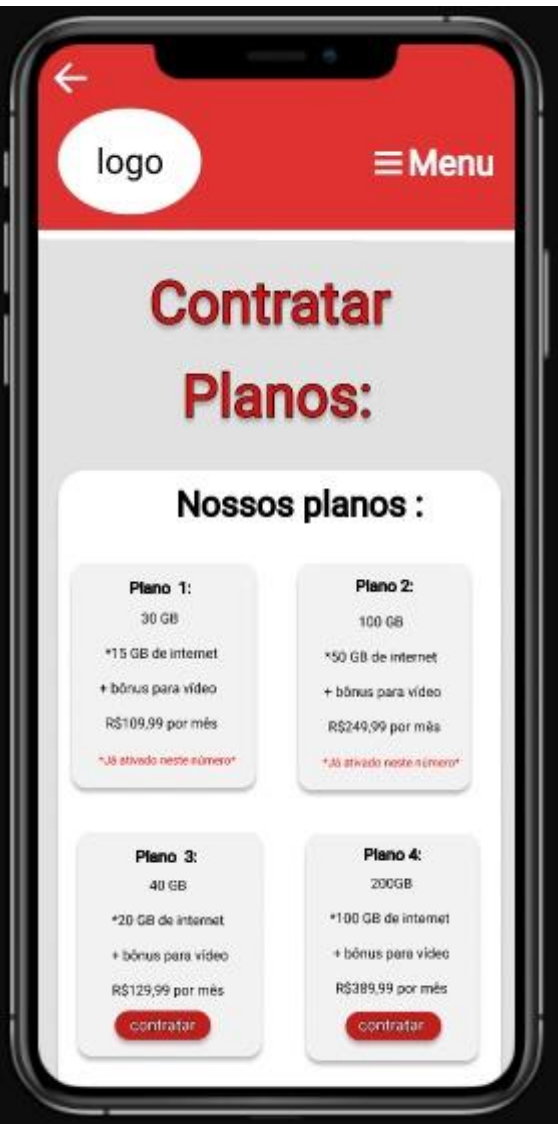 logo
Menu
Contratar
Planos:
Nossos planos :
Plano 1:
30 GB
*15 GB de internet
+ bônus para vídeo
R$109,99 por mês
*Já ativado neste número*
Plano 2:
100 GB
*50 GB de internet
+ bônus para vídeo
R$249,99 por mês
*Já ativado neste número*
Plano 3:
40 GB
*20 GB de internet
+ bônus para vídeo
R$129,99 por mês
contratar
Plano 4:
200GB
*100 GB de internet
+ bônus para vídeo
R$389,99 por mês
contratar